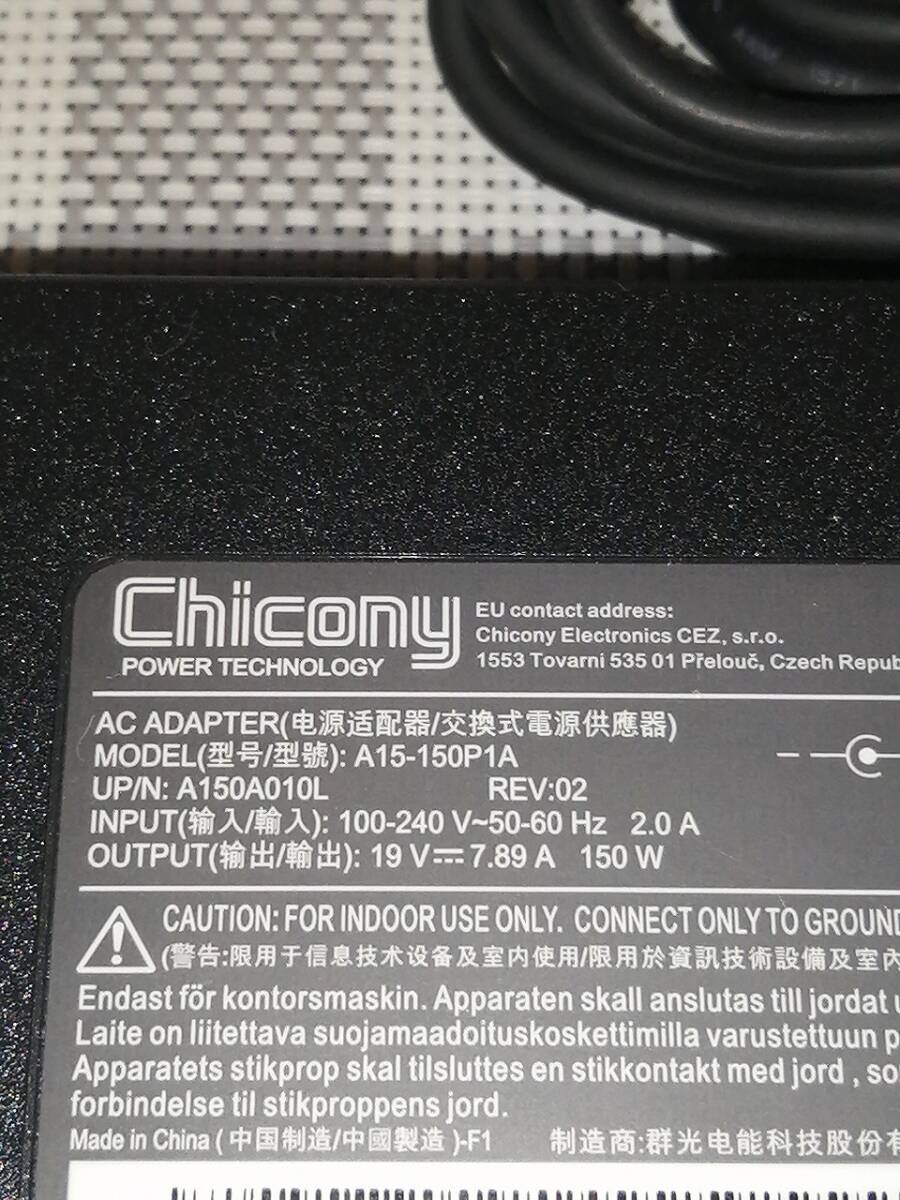 Chicony
POWER TECHNOLOGY
EU contact address:
Chicony Electronics CEZ, s.r.o.
1553 Tovarni 535 01 Přelouč, Czech Repub
AC ADAPTER(电源适配器/交換式電源供應器)
MODEL(型号/型號): A15-150P1A
UP/N: A150A010L REV:02
INPUT(输入/輸入): 100-240 V~50-60 Hz 2.0 A
OUTPUT(输出/輸出): 19 V⎓7.89 A 150 W
CAUTION: FOR INDOOR USE ONLY. CONNECT ONLY TO GROUND
(警告:限用于信息技术设备及室内使用/限用於資訊技術設備及室內
Endast för kontorsmaskin. Apparaten skall anslutas till jordat u
Laite on liitettava suojamaadoituskoskettimilla varustettuun p
Apparatets stikprop skal tilsluttes en stikkontakt med jord , so
forbindelse til stikproppens jord.
Made in China ( 中国制造/中國製造 )-F1 制造商:群光电能科技股份有